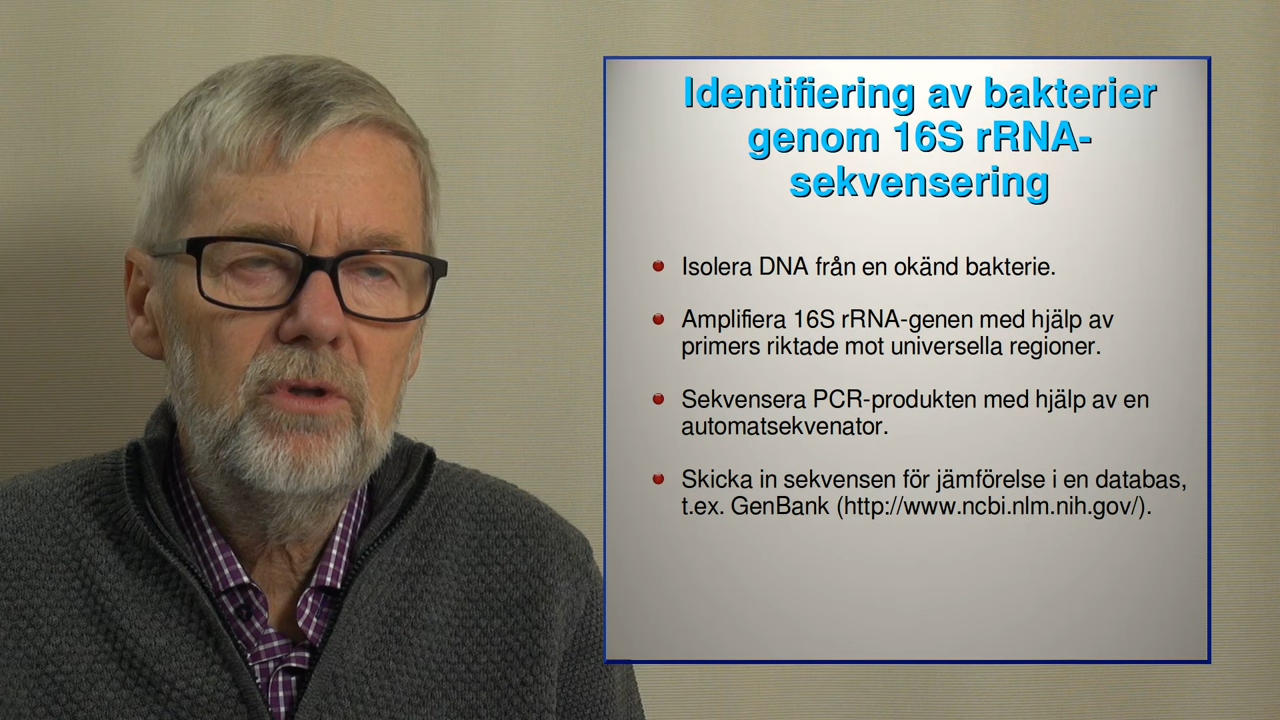 Identifiering av bakterier
genom 16S rRNA-
sekvensering
Isolera DNA från en okänd bakterie.
Amplifiera 16S rRNA-genen med hjälp av
primers riktade mot universella regioner.
Sekvensera PCR-produkten med hjälp av en
automatsekvenator.
Skicka in sekvensen för jämförelse i en databas,
t.ex. GenBank (http://www.ncbi.nlm.nih.gov/).